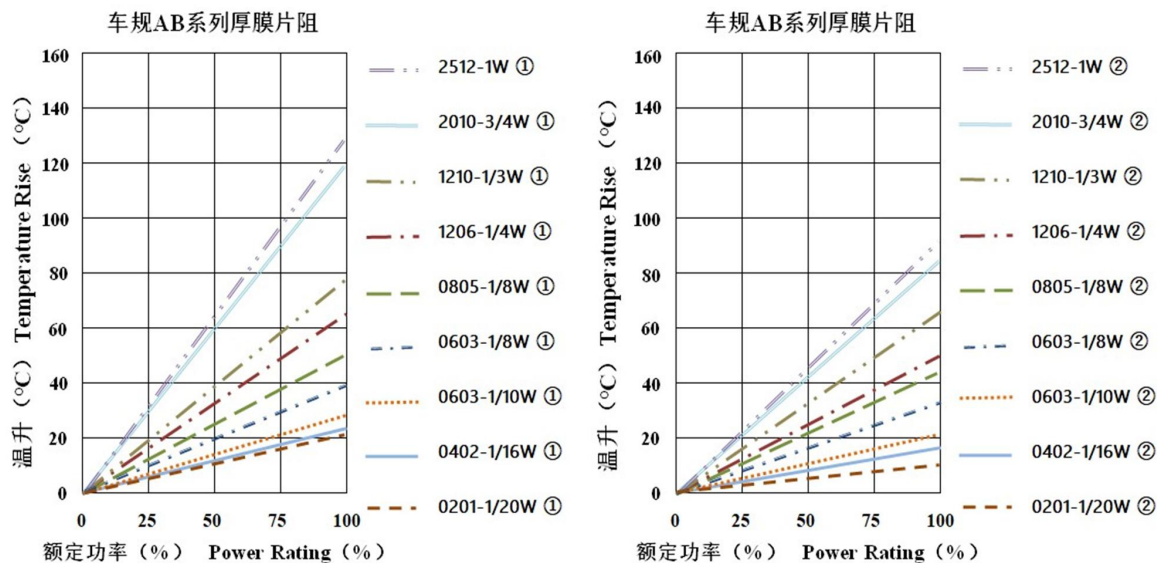 车规AB系列厚膜片阻
温升（°C） Temperature Rise（°C）
160
140
120
100
80
60
40
20
0
0 25 50 75 100
额定功率（%） Power Rating（%）
2512-1W ①
2010-3/4W ①
1210-1/3W ①
1206-1/4W ①
0805-1/8W ①
0603-1/8W ①
0603-1/10W ①
0402-1/16W ①
0201-1/20W ①
车规AB系列厚膜片阻
温升（°C） Temperature Rise（°C）
160
140
120
100
80
60
40
20
0
0 25 50 75 100
额定功率（%） Power Rating（%）
2512-1W ②
2010-3/4W ②
1210-1/3W ②
1206-1/4W ②
0805-1/8W ②
0603-1/8W ②
0603-1/10W ②
0402-1/16W ②
0201-1/20W ②